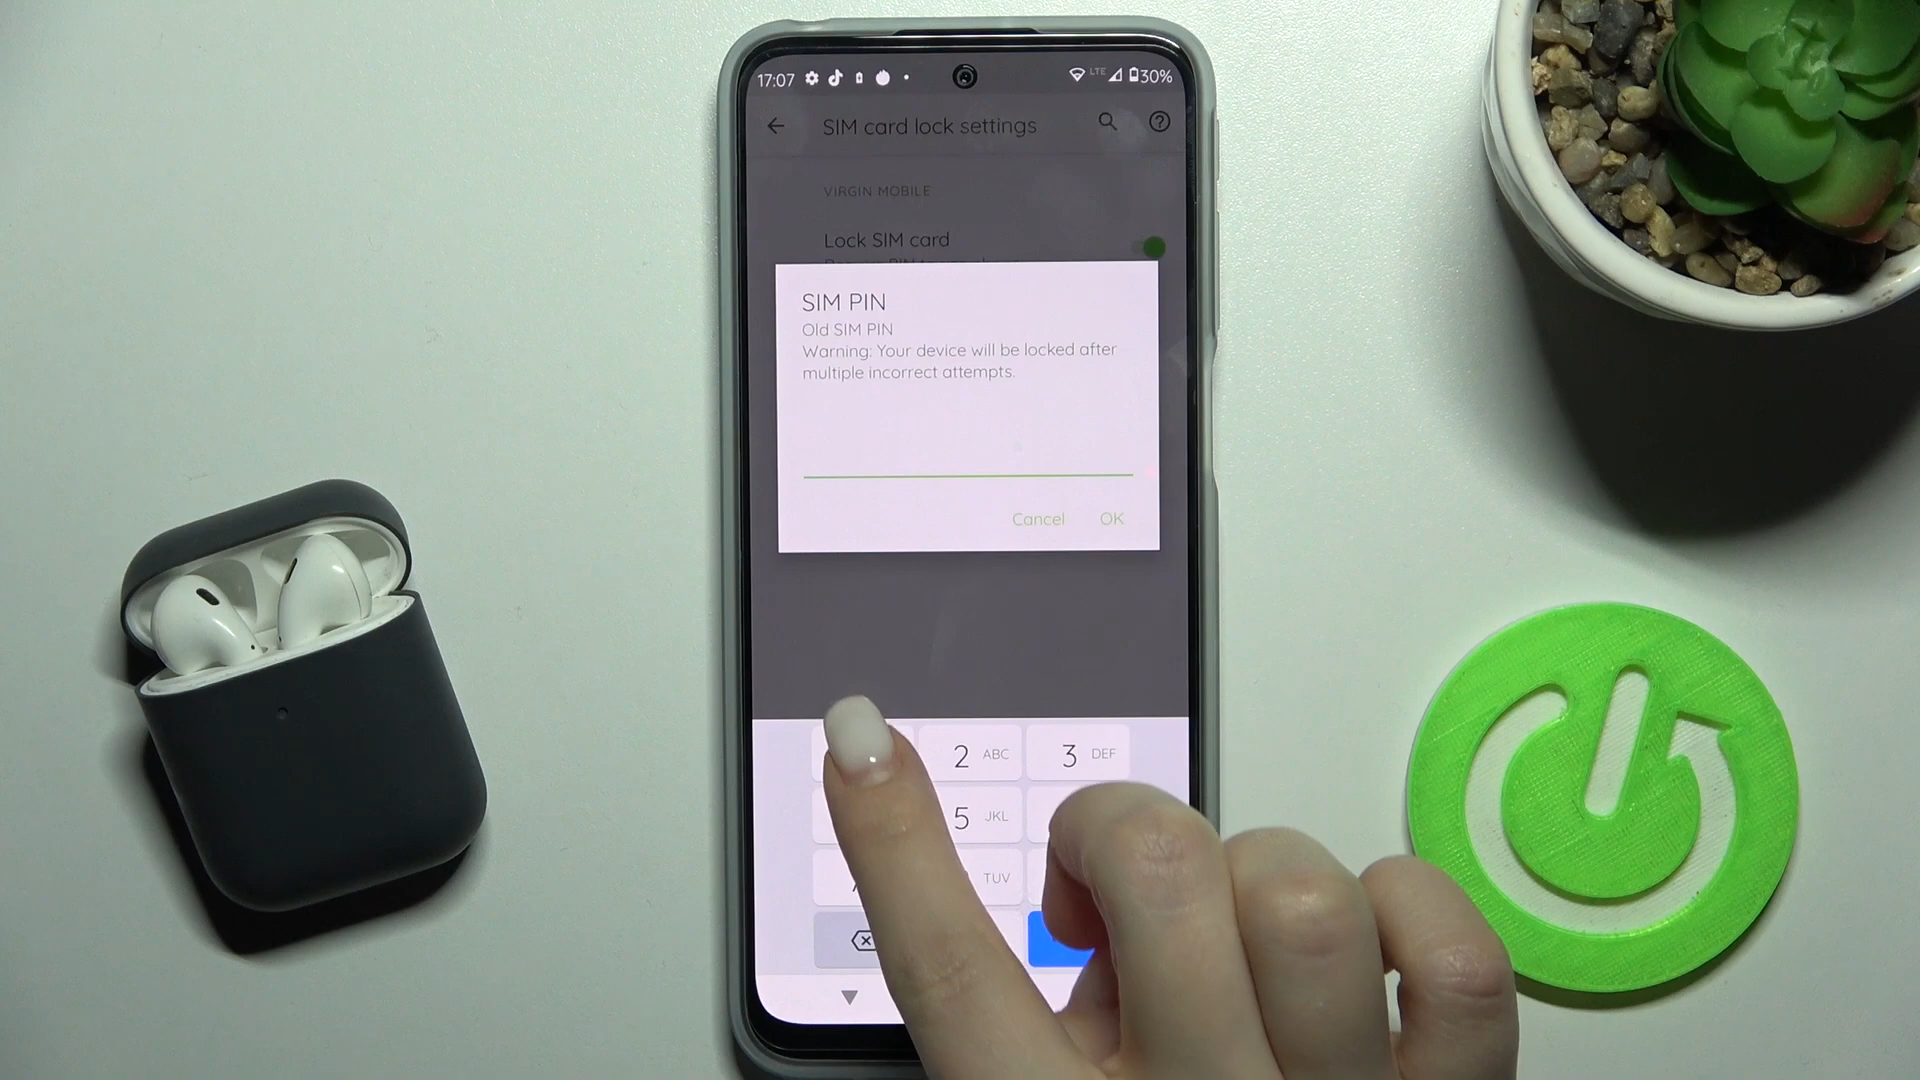 17:07 LTE 30%
SIM card lock settings
VIRGIN MOBILE
Lock SIM card
SIM PIN
Old SIM PIN
Warning: Your device will be locked after
multiple incorrect attempts.
Cancel OK
2 ABC 3 DEF
5 JKL
TUV